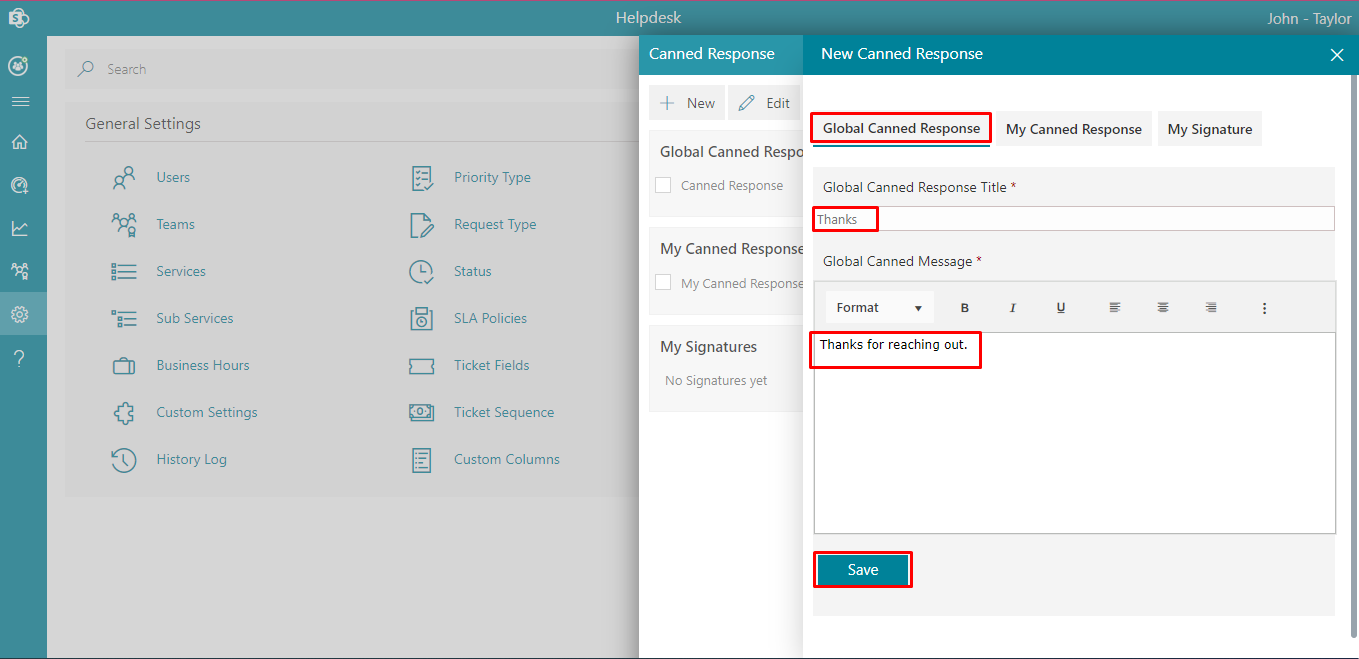 Helpdesk
John - Taylor
Search
General Settings
Users
Priority Type
Teams
Request Type
Services
Status
Sub Services
SLA Policies
Business Hours
Ticket Fields
Custom Settings
Ticket Sequence
History Log
Custom Columns
Canned Response
New
Edit
Global Canned Respo
Canned Response
My Canned Response
My Canned Response
My Signatures
No Signatures yet
New Canned Response
Global Canned Response My Canned Response My Signature
Global Canned Response Title *
Thanks
Global Canned Message *
Format B I U
Thanks for reaching out.
Save